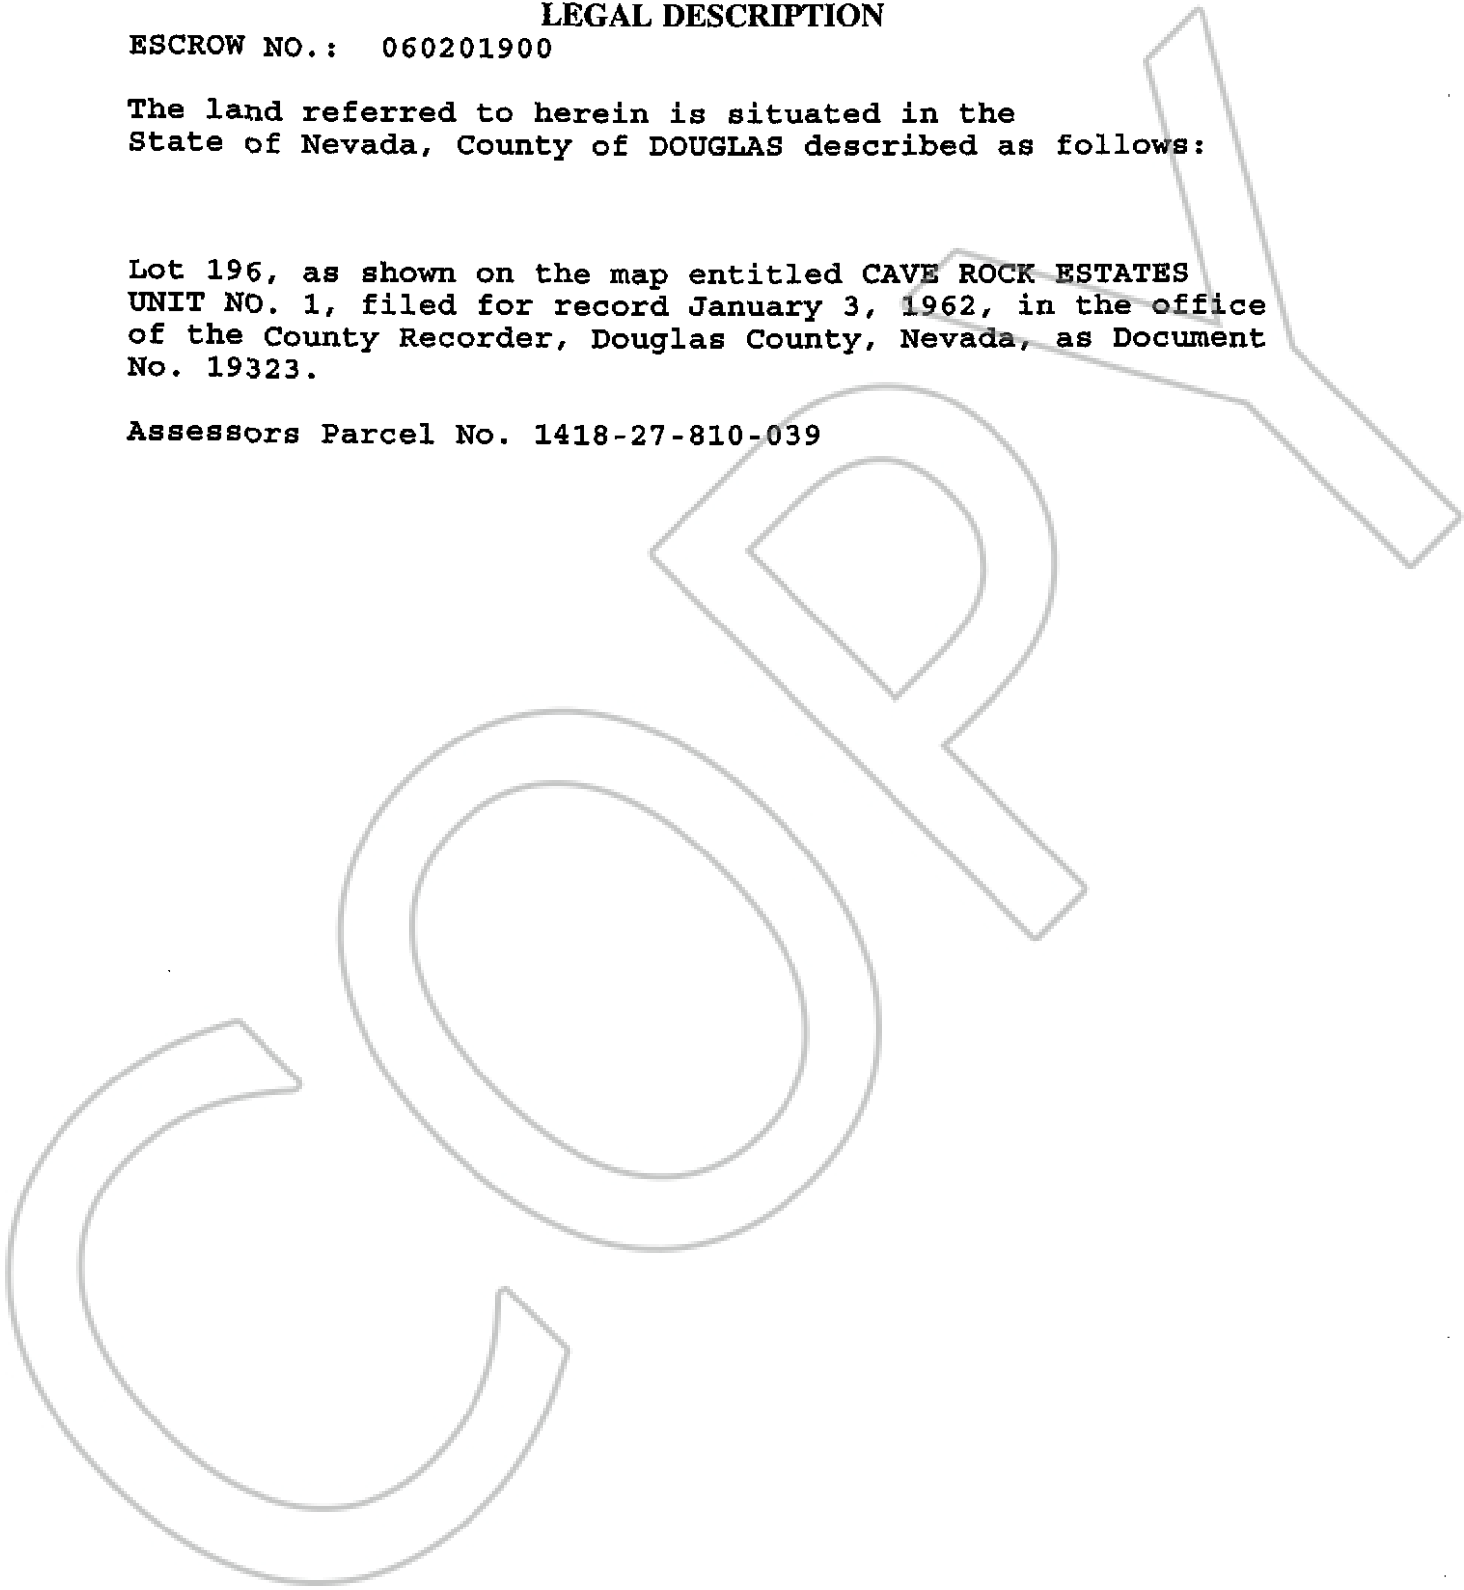 LEGAL DESCRIPTION
ESCROW NO.: 060201900
The land referred to herein is situated in the
State of Nevada, County of DOUGLAS described as follows:
Lot 196, as shown on the map entitled CAVE ROCK ESTATES
UNIT NO. 1, filed for record January 3, 1962, in the office
of the County Recorder, Douglas County, Nevada, as Document
No. 19323.
Assessors Parcel No. 1418-27-810-039
COPY